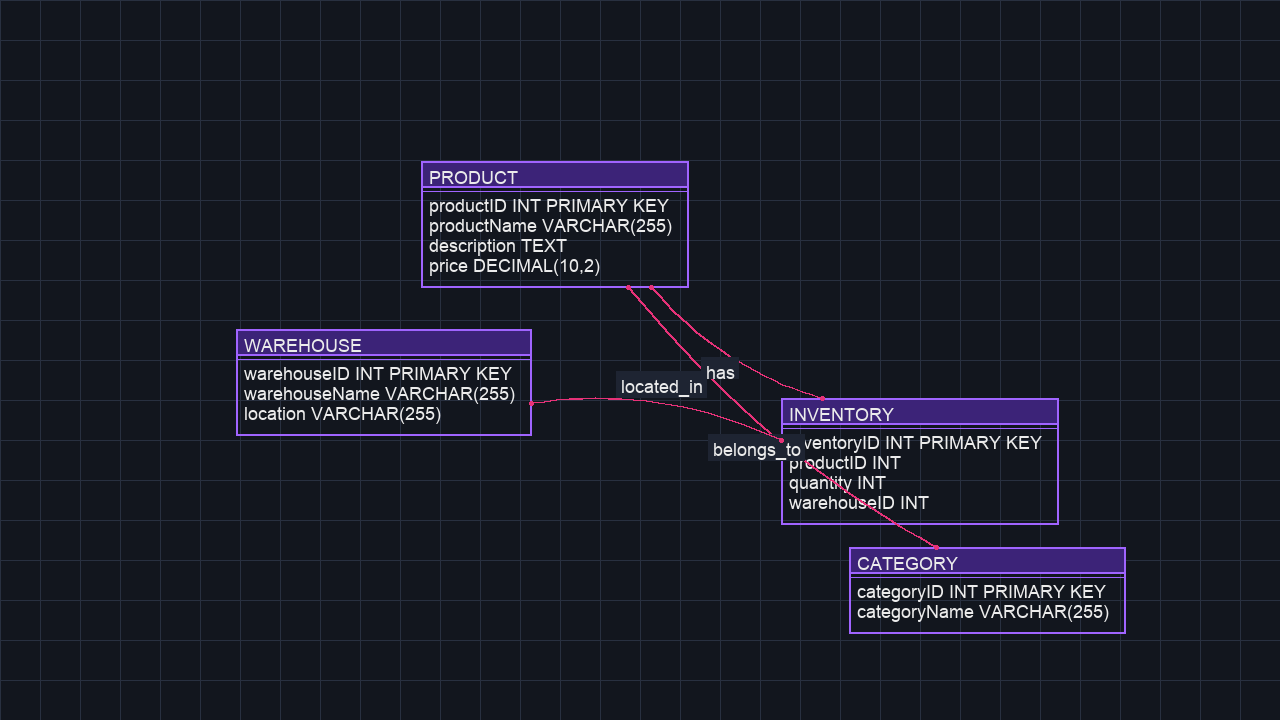 PRODUCT
productID INT PRIMARY KEY
productName VARCHAR(255)
description TEXT
price DECIMAL(10,2)
WAREHOUSE
warehouseID INT PRIMARY KEY
warehouseName VARCHAR(255)
location VARCHAR(255)
has
located_in
belongs_to
INVENTORY
ventoryID INT PRIMARY KEY
productID INT
quantity INT
warehouseID INT
CATEGORY
categoryID INT PRIMARY KEY
categoryName VARCHAR(255)